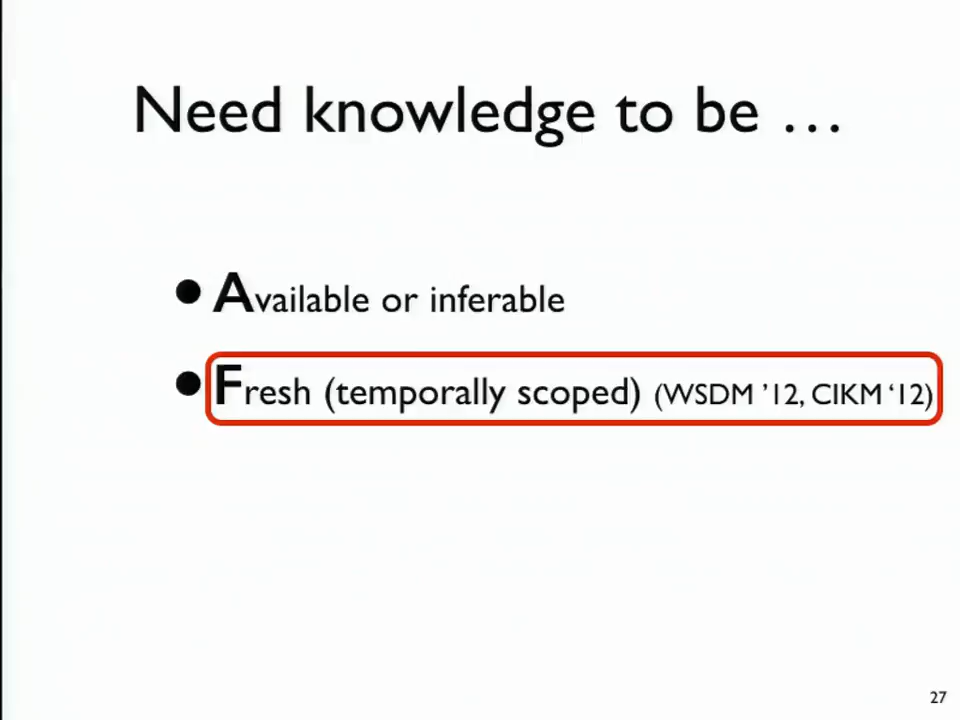 Need knowledge to be …
• Available or inferable
• Fresh (temporally scoped) (WSDM ’12, CIKM ‘12)
27